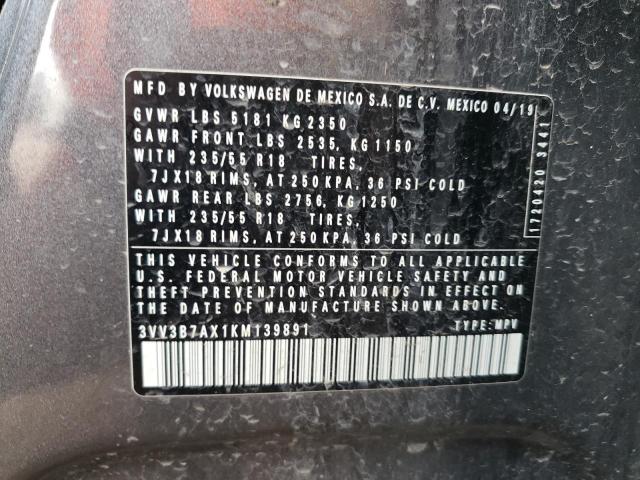 MFD BY VOLKSWAGEN DE MEXICO S.A. DE C.V. MEXICO 04/19
GVWR LBS 5181 KG 2350
GAWR FRONT LBS 2535, KG 1150
WITH 235/55 R18 TIRES,
7JX18 RIMS, AT 250 KPA, 36 PSI COLD
GAWR REAR LBS 2756, KG 1250
WITH 235/55 R18 TIRES,
7JX18 RIMS, AT 250 KPA, 36 PSI COLD
1720420 3441
THIS VEHICLE CONFORMS TO ALL APPLICABLE
U.S. FEDERAL MOTOR VEHICLE SAFETY AND
THEFT PREVENTION STANDARDS IN EFFECT ON
THE DATE OF MANUFACTURE SHOWN ABOVE.
3VV3B7AX1KM139891 TYPE: MPV